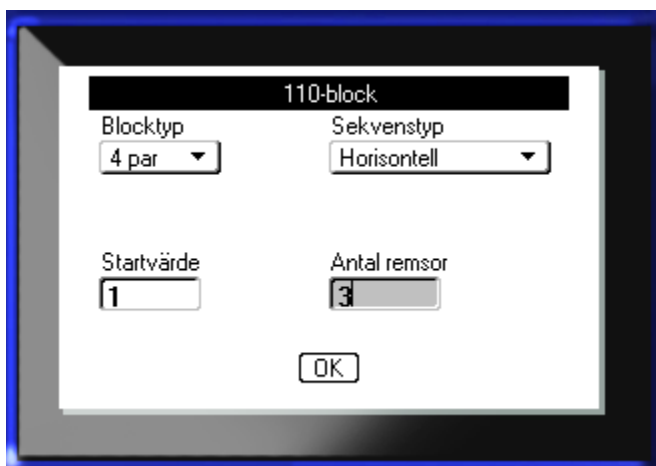 110-block
Blocktyp Sekvenstyp
4 par Horisontell
Startvärde Antal remsor
1 3
OK